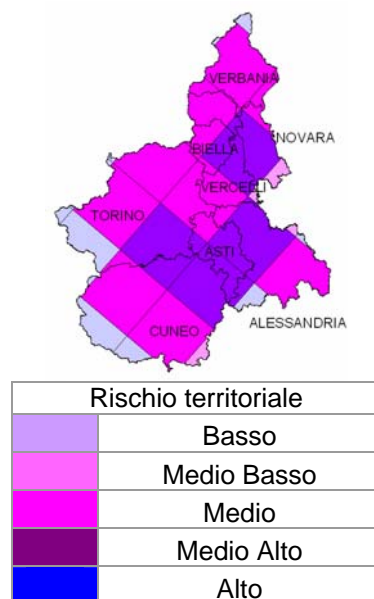 VERBANIA
NOVARA
BIELLA
VERCELLI
TORINO
ASTI
CUNEO
ALESSANDRIA
Rischio territoriale
Basso
Medio Basso
Medio
Medio Alto
Alto